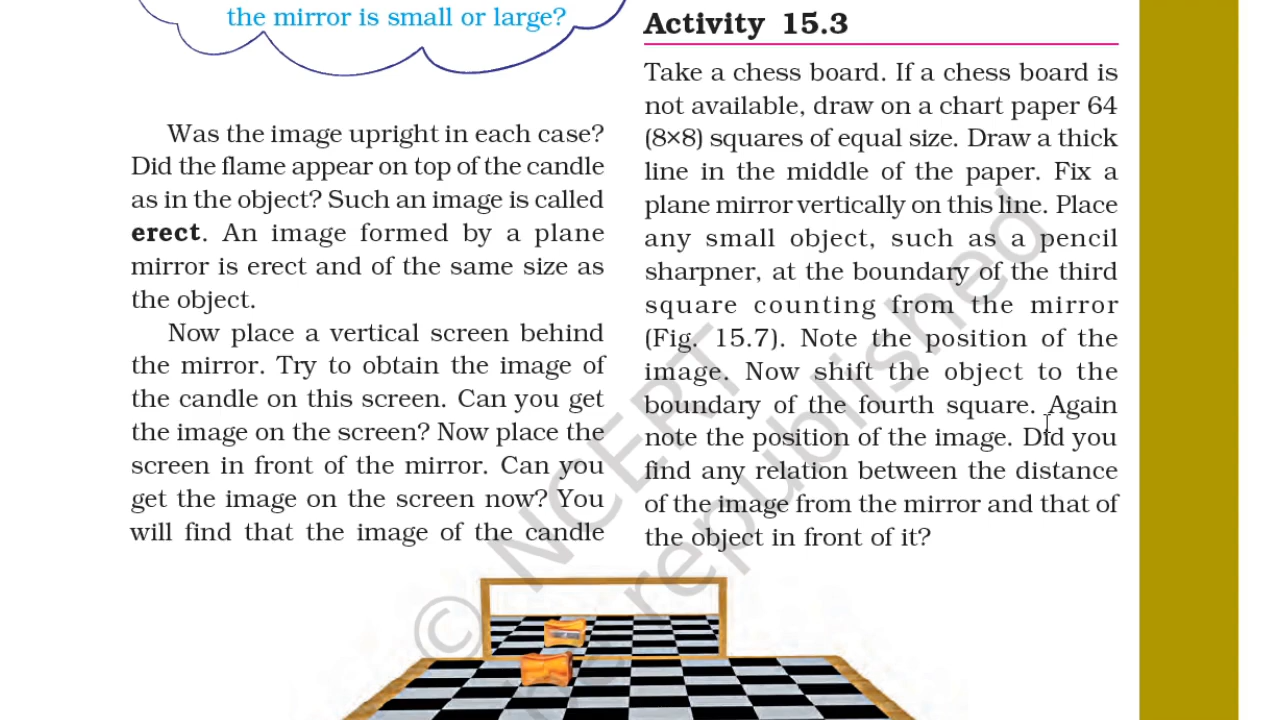 the mirror is small or large?
Was the image upright in each case?
Did the flame appear on top of the candle
as in the object? Such an image is called
erect. An image formed by a plane
mirror is erect and of the same size as
the object.
Now place a vertical screen behind
the mirror. Try to obtain the image of
the candle on this screen. Can you get
the image on the screen? Now place the
screen in front of the mirror. Can you
get the image on the screen now? You
will find that the image of the candle
Activity 15.3
Take a chess board. If a chess board is
not available, draw on a chart paper 64
(8×8) squares of equal size. Draw a thick
line in the middle of the paper. Fix a
plane mirror vertically on this line. Place
any small object, such as a pencil
sharpner, at the boundary of the third
square counting from the mirror
(Fig. 15.7). Note the position of the
image. Now shift the object to the
boundary of the fourth square. Again
note the position of the image. Did you
find any relation between the distance
of the image from the mirror and that of
the object in front of it?
© NCERT
republished